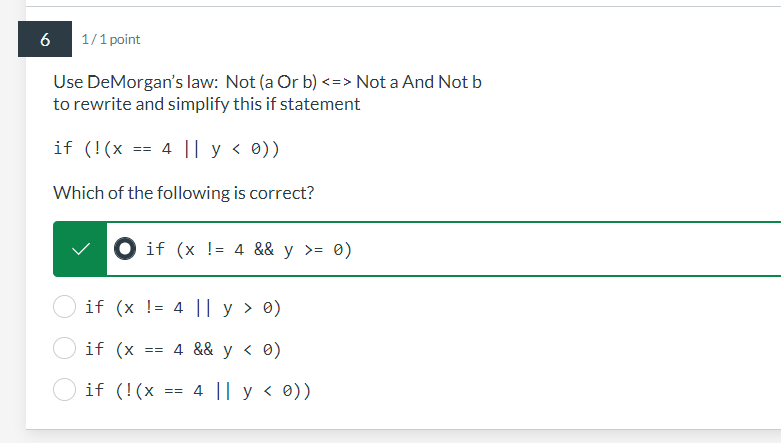 6
1 / 1 point
Use DeMorgan's law:  Not (a Or b) <=> Not a And Not b
to rewrite and simplify this if statement
if (!(x == 4 || y < 0))
Which of the following is correct?
if (x != 4 && y >= 0)
if (x != 4 || y > 0)
if (x == 4 && y < 0)
if (!(x == 4 || y < 0))